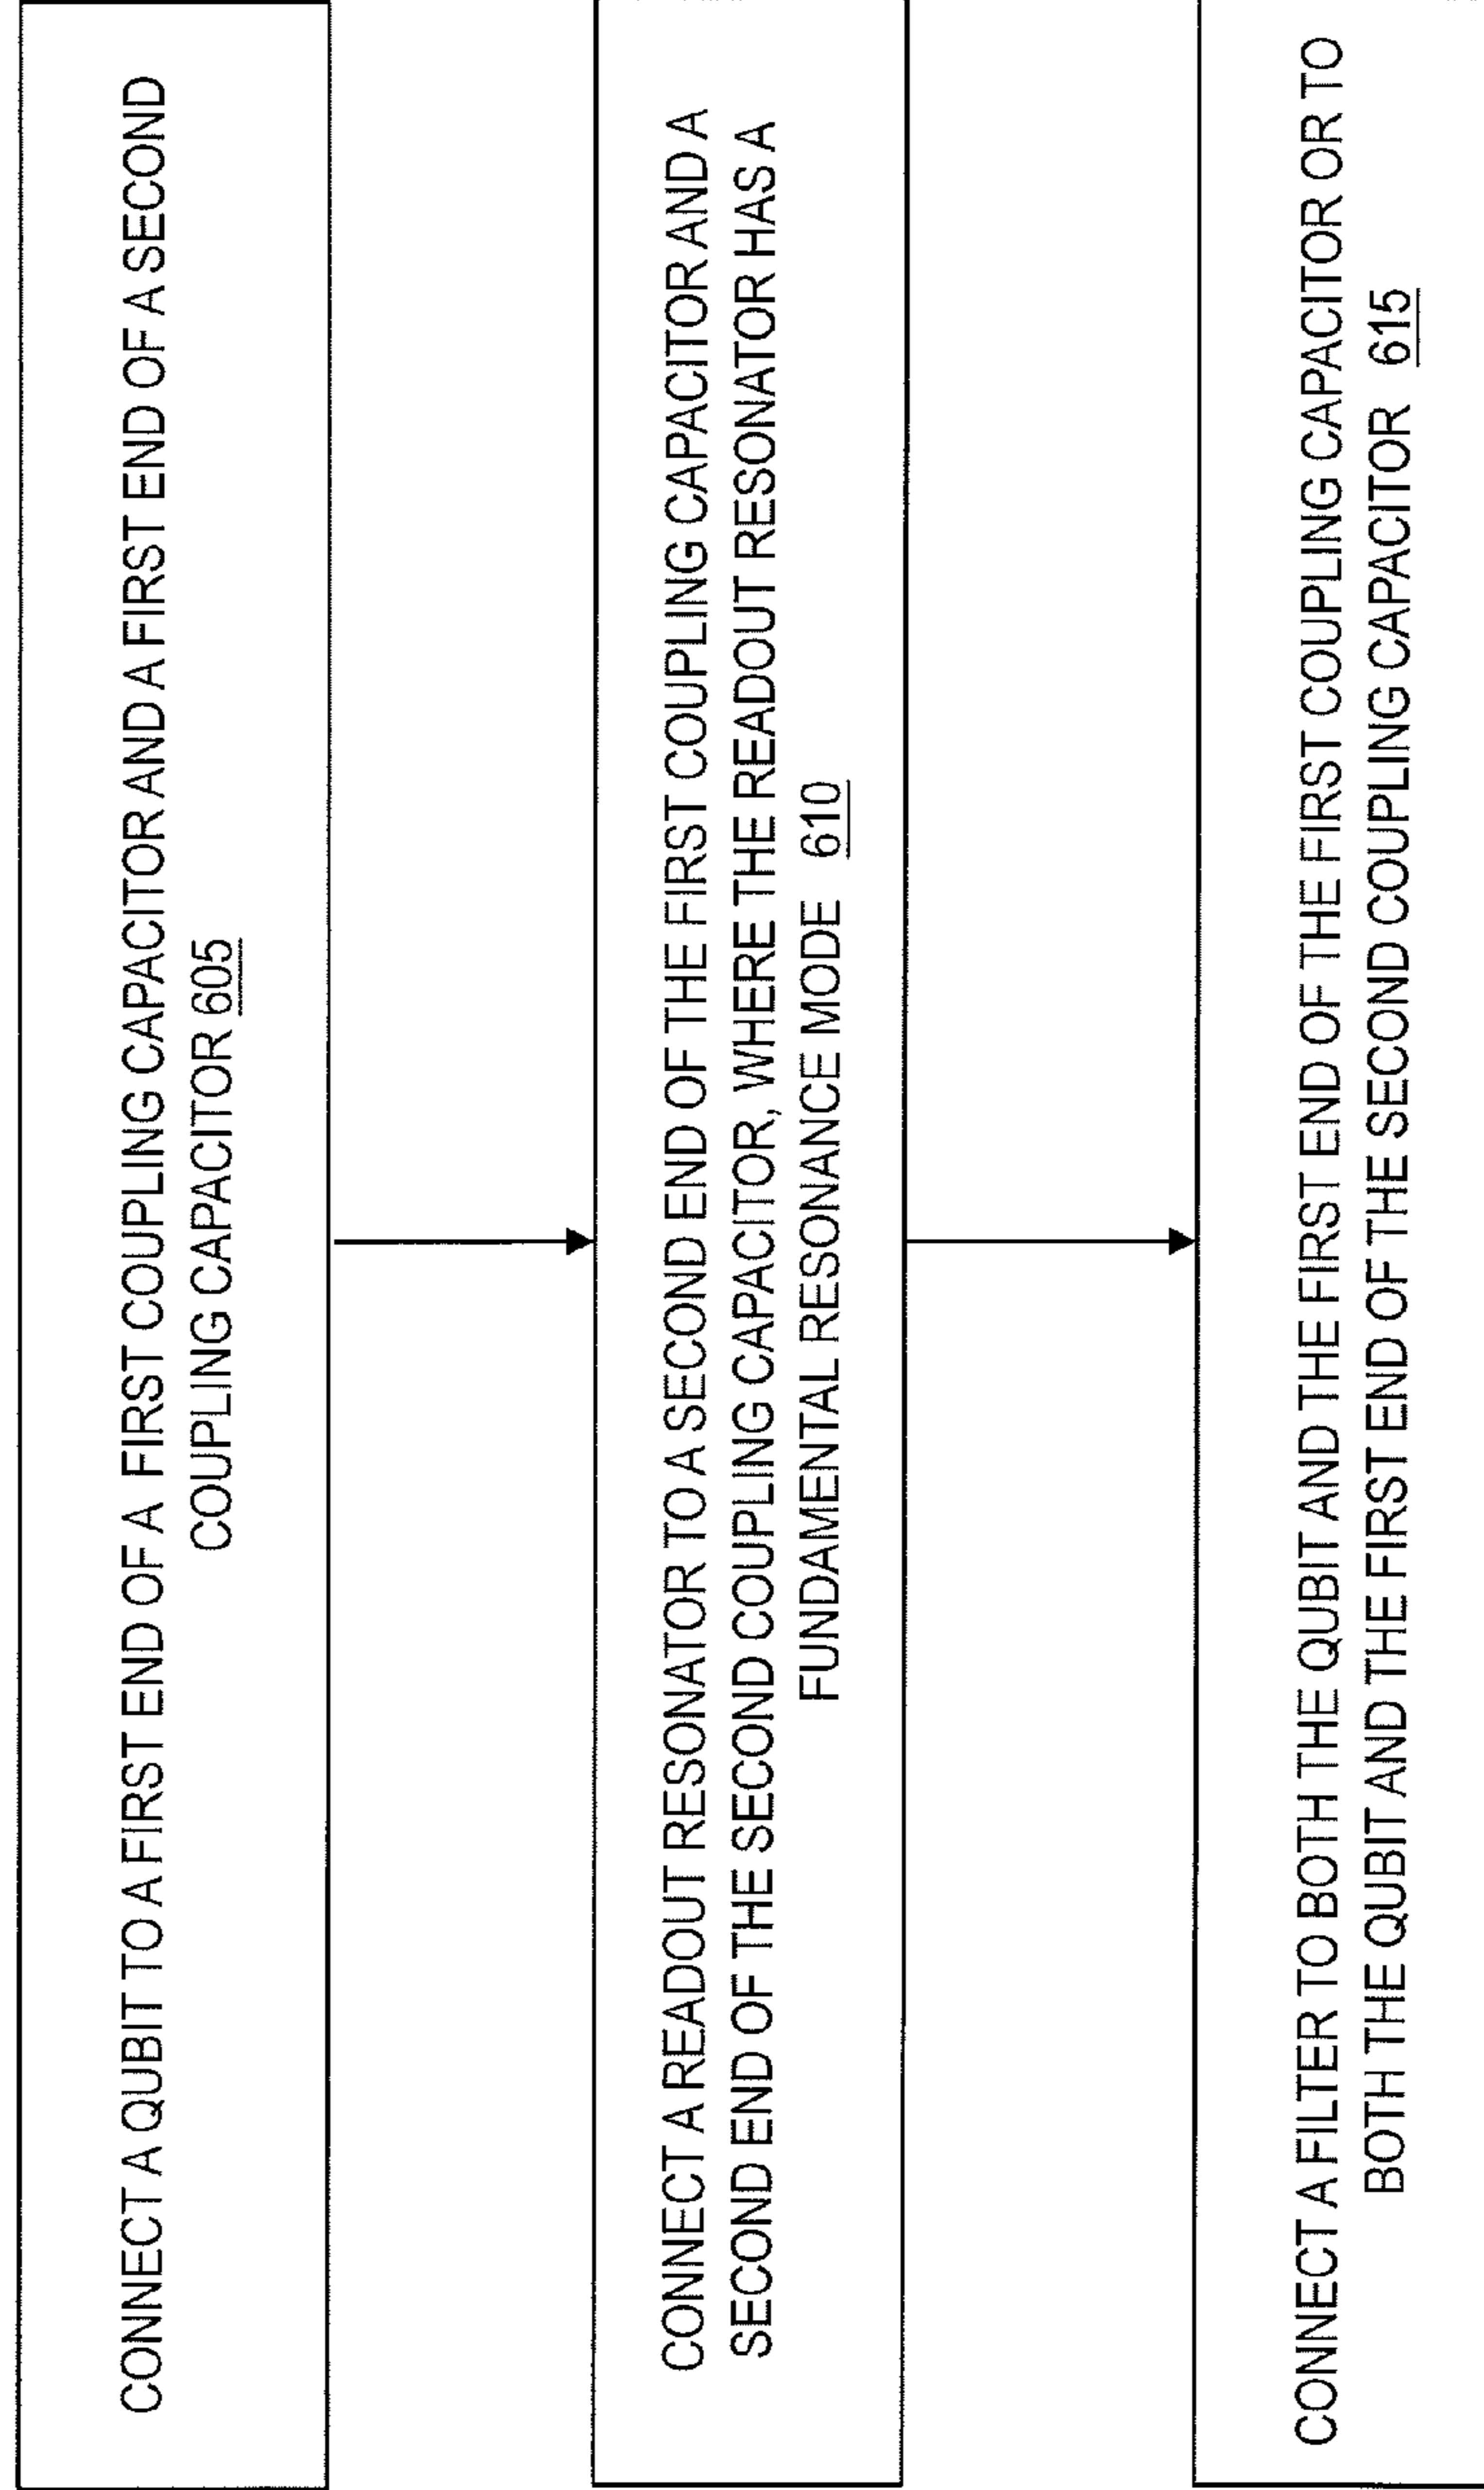 CONNECT A QUBIT TO A FIRST END OF A FIRST COUPLING CAPACITOR AND A FIRST END OF A SECOND
COUPLING CAPACITOR 605
CONNECT A READOUT RESONATOR TO A SECOND END OF THE FIRST COUPLING CAPACITOR AND A
SECOND END OF THE SECOND COUPLING CAPACITOR, WHERE THE READOUT RESONATOR HAS A
FUNDAMENTAL RESONANCE MODE 610
CONNECT A FILTER TO BOTH THE QUBIT AND THE FIRST END OF THE FIRST COUPLING CAPACITOR OR TO
BOTH THE QUBIT AND THE FIRST END OF THE SECOND COUPLING CAPACITOR 615